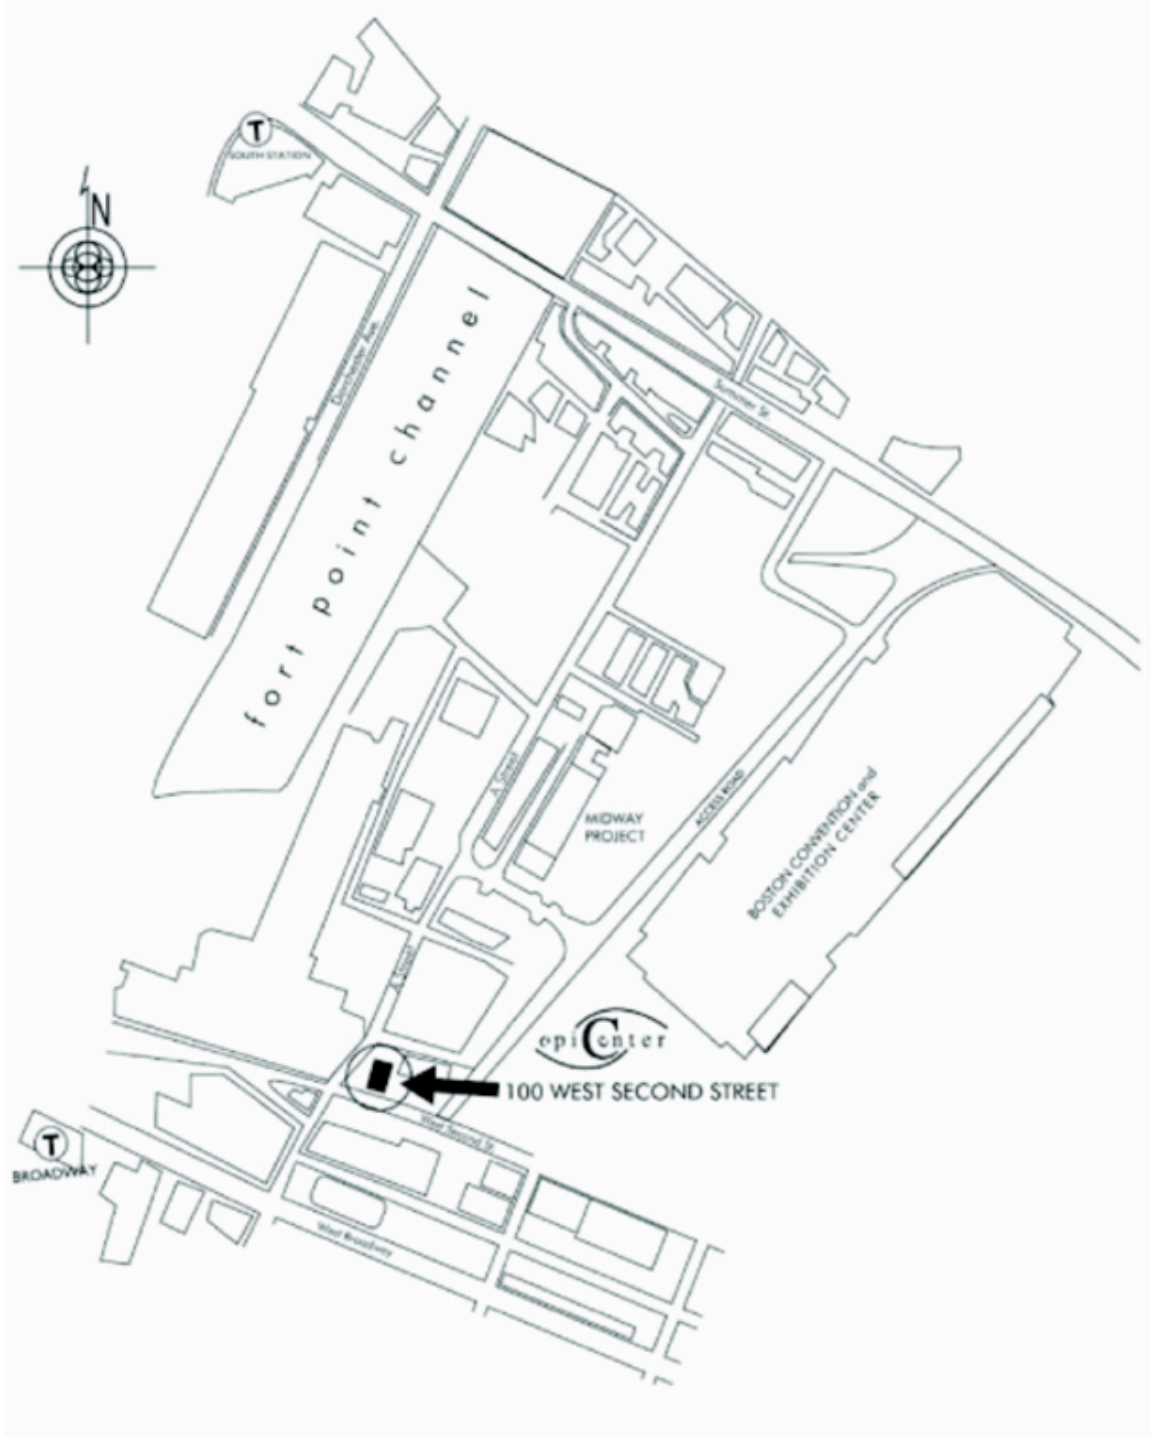 T
SOUTH STATION
N
Dorchester Ave.
fort point channel
Summer St.
A Street
MIDWAY
PROJECT
ACCESS ROAD
BOSTON CONVENTION and
EXHIBITION CENTER
A Street
opiCenter
100 WEST SECOND STREET
West Second St.
T
BROADWAY
West Broadway